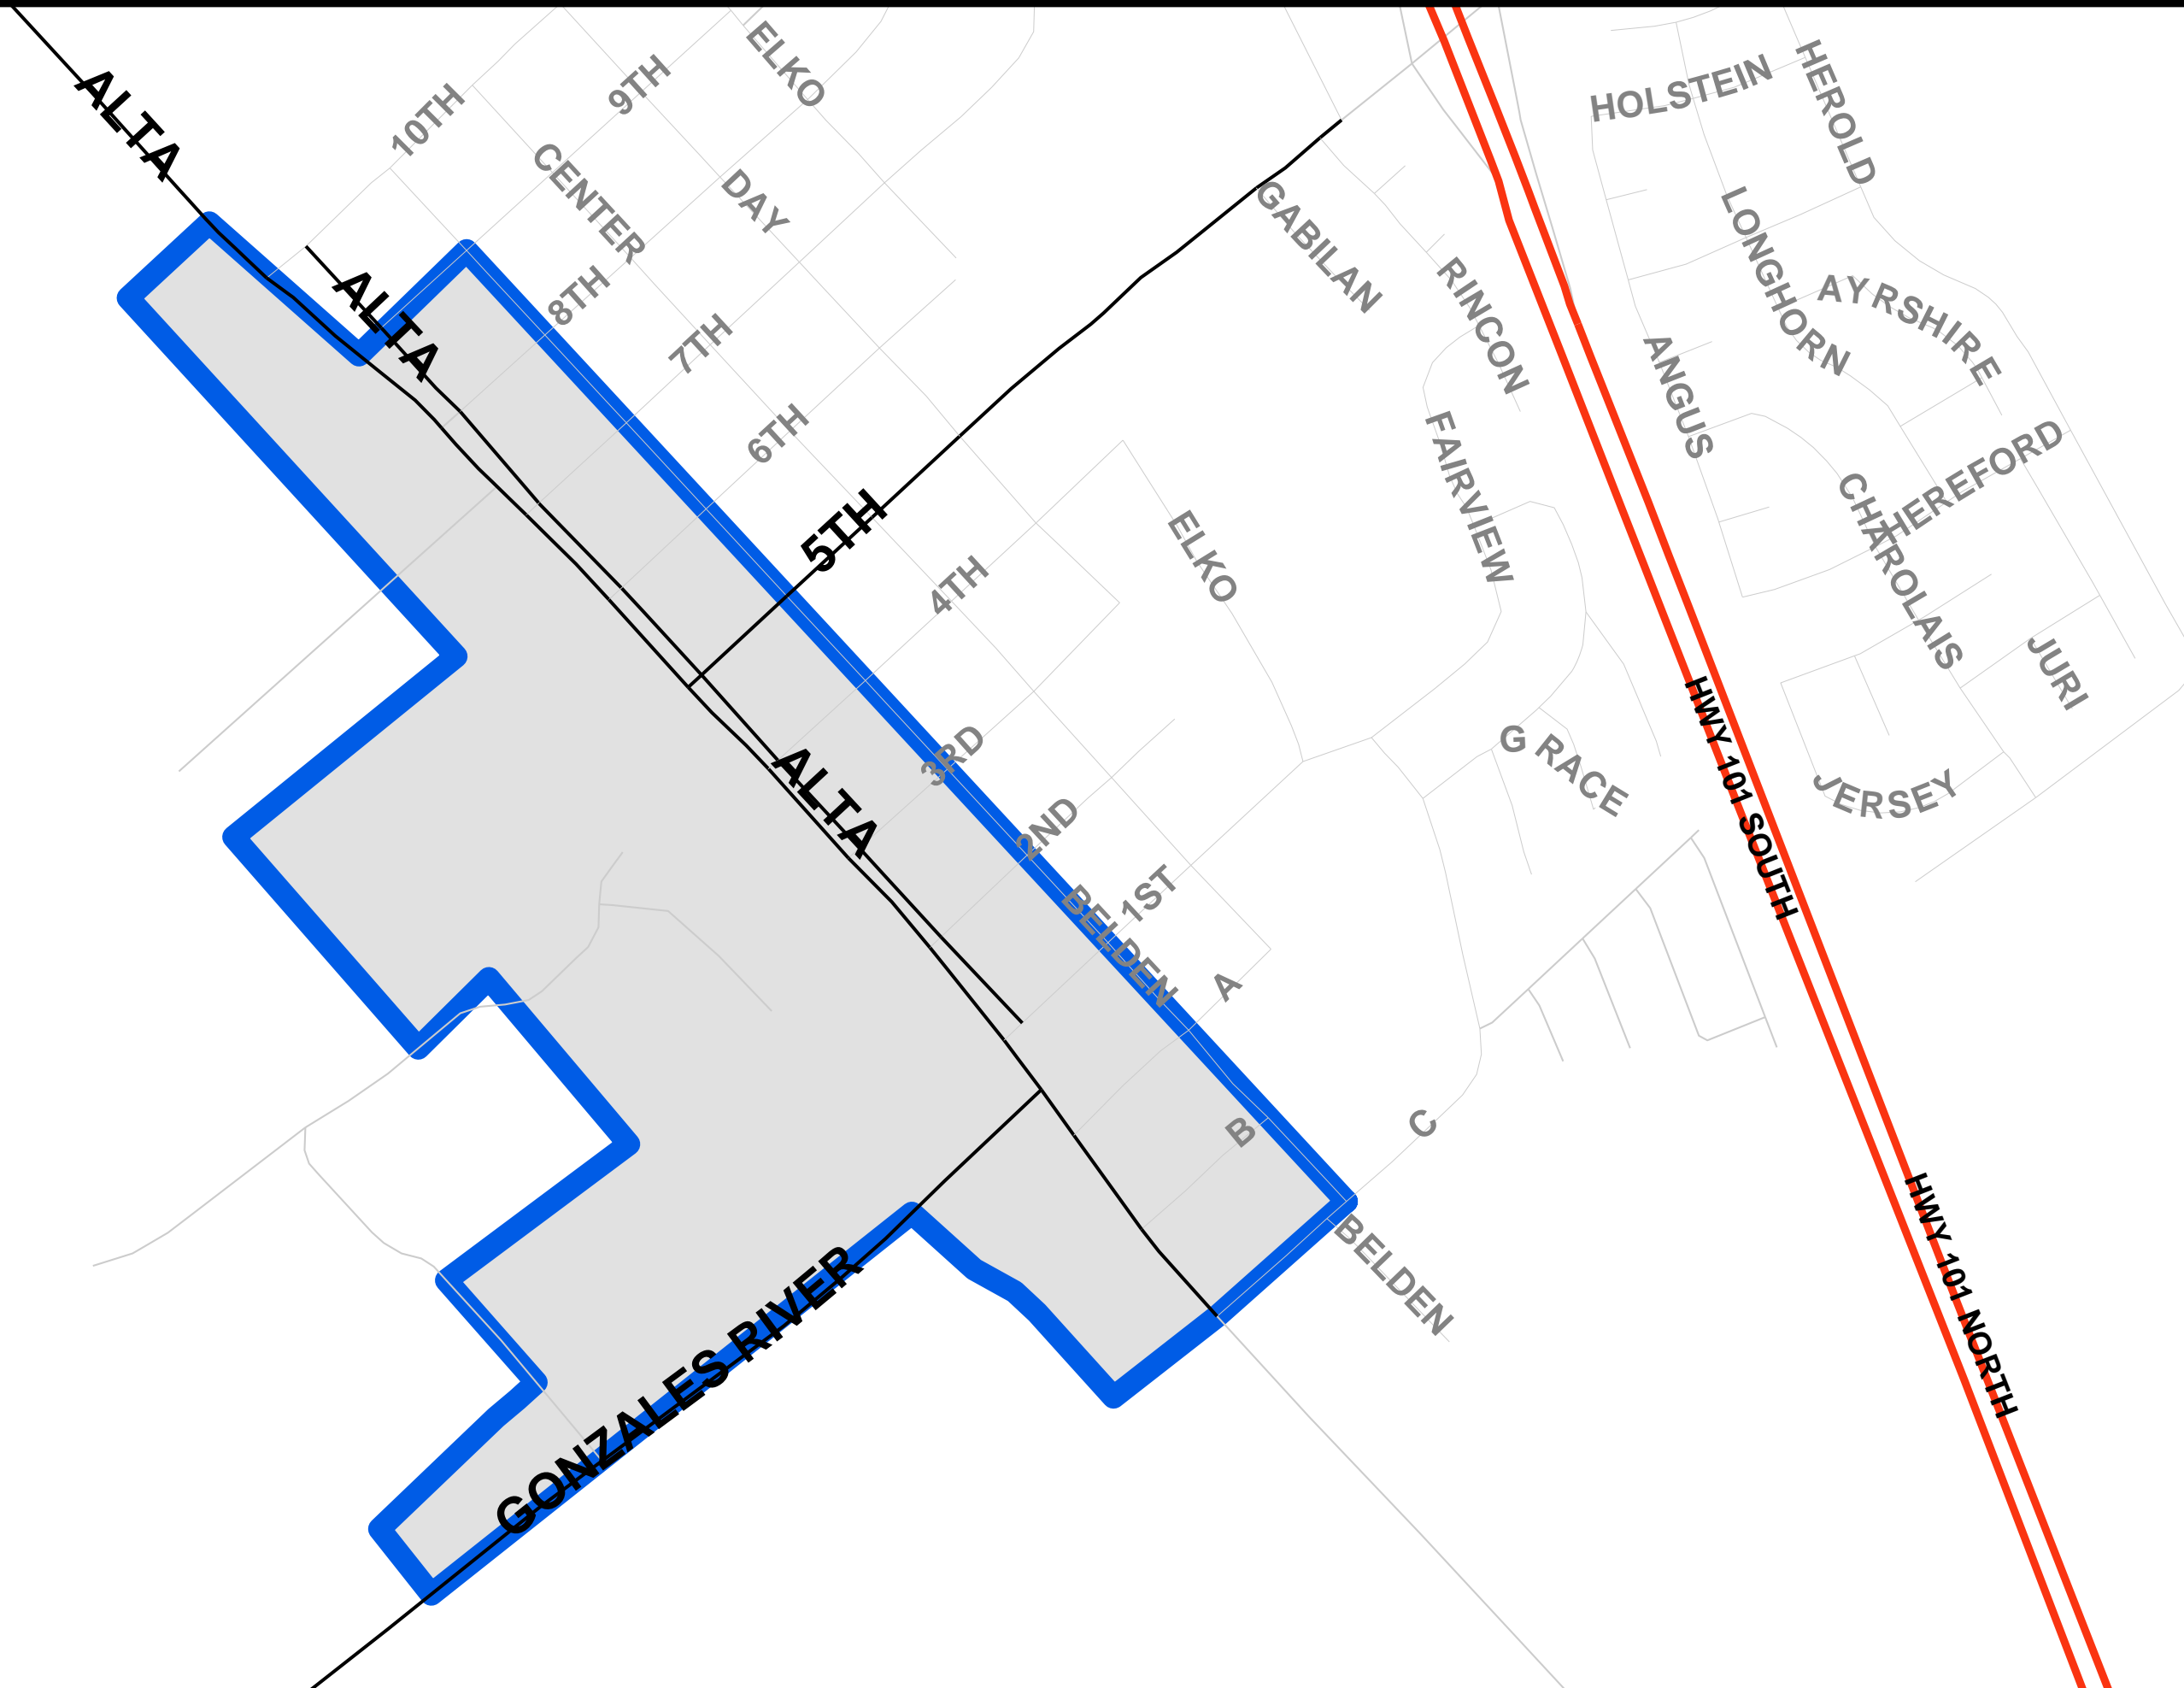 ELKO
9TH
HOLSTEIN
HEROLD
ALTA
10TH
CENTER
DAY
GABILAN
LONGHORN
8TH
RINCON
AYRSHIRE
ALTA
7TH
ANGUS
6TH
FAIRVIEW
HEREFORD
5TH
CHAROLAIS
ELKO
4TH
JURI
HWY 101 SOUTH
3RD
GRACE
ALTA
JERSEY
2ND
1ST
BELDEN
A
B
C
HWY 101 NORTH
BELDEN
GONZALES RIVER